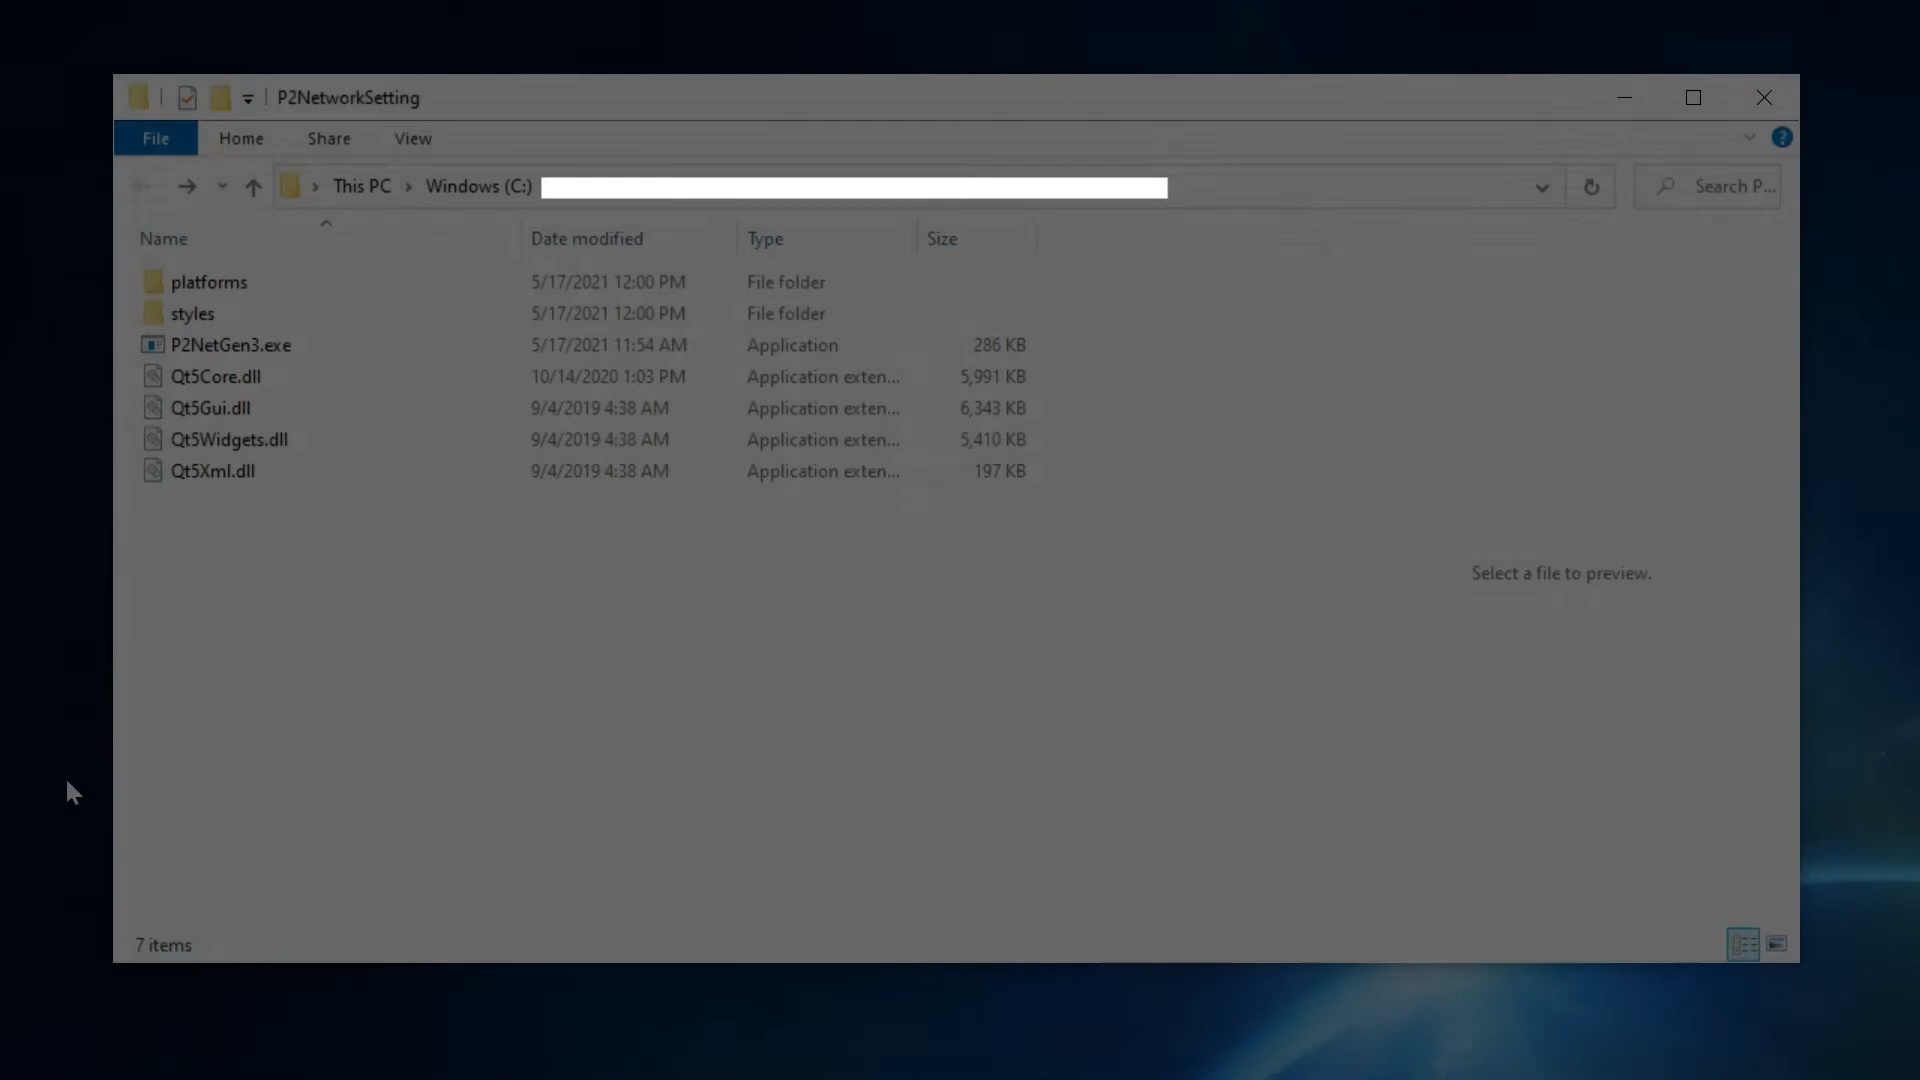 P2NetworkSetting
File Home Share View
This PC Windows (C:) Search P...
Name Date modified Type Size
platforms 5/17/2021 12:00 PM File folder
styles 5/17/2021 12:00 PM File folder
P2NetGen3.exe 5/17/2021 11:54 AM Application 286 KB
Qt5Core.dll 10/14/2020 1:03 PM Application exten... 5,991 KB
Qt5Gui.dll 9/4/2019 4:38 AM Application exten... 6,343 KB
Qt5Widgets.dll 9/4/2019 4:38 AM Application exten... 5,410 KB
Qt5Xml.dll 9/4/2019 4:38 AM Application exten... 197 KB
Select a file to preview.
7 items